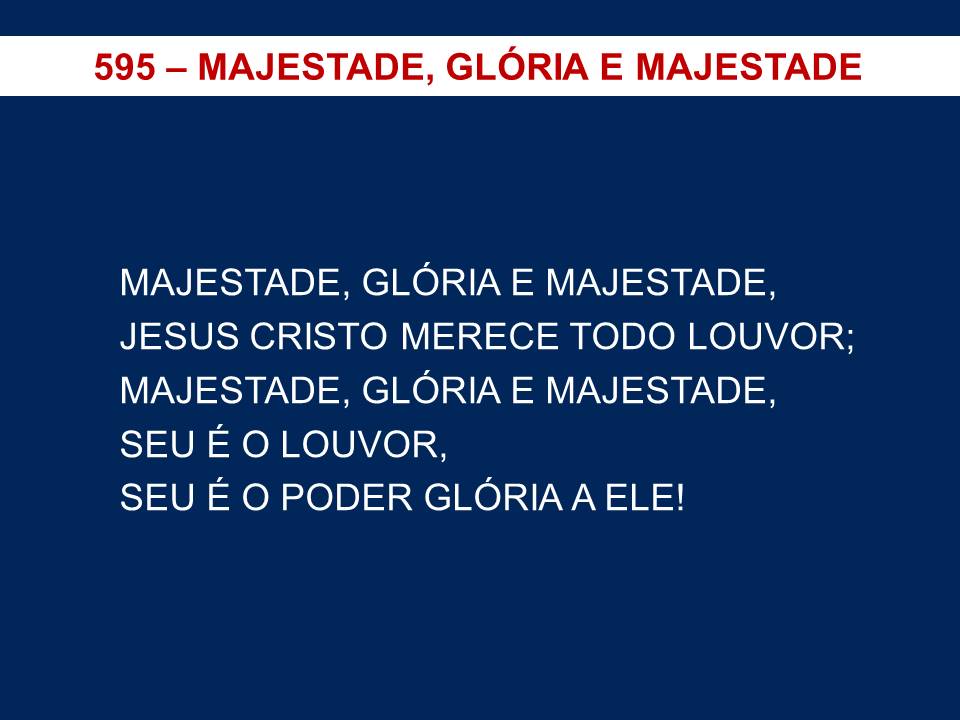 595 – MAJESTADE, GLÓRIA E MAJESTADE
MAJESTADE, GLÓRIA E MAJESTADE,
JESUS CRISTO MERECE TODO LOUVOR;
MAJESTADE, GLÓRIA E MAJESTADE,
SEU É O LOUVOR,
SEU É O PODER GLÓRIA A ELE!